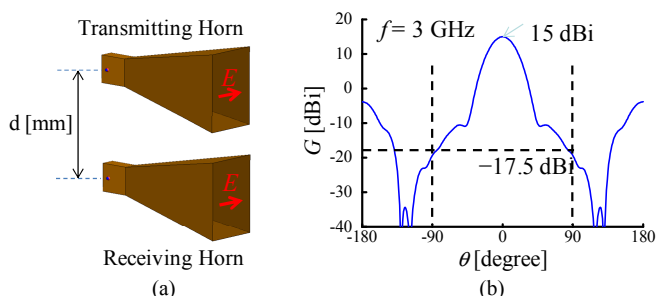 Transmitting Horn
E
d [mm]
E
Receiving Horn
(a)
(b)
f = 3 GHz
15 dBi
−17.5 dBi
G [dBi]
20
10
0
-10
-20
-30
-40
-180
-90
0
90
180
θ [degree]